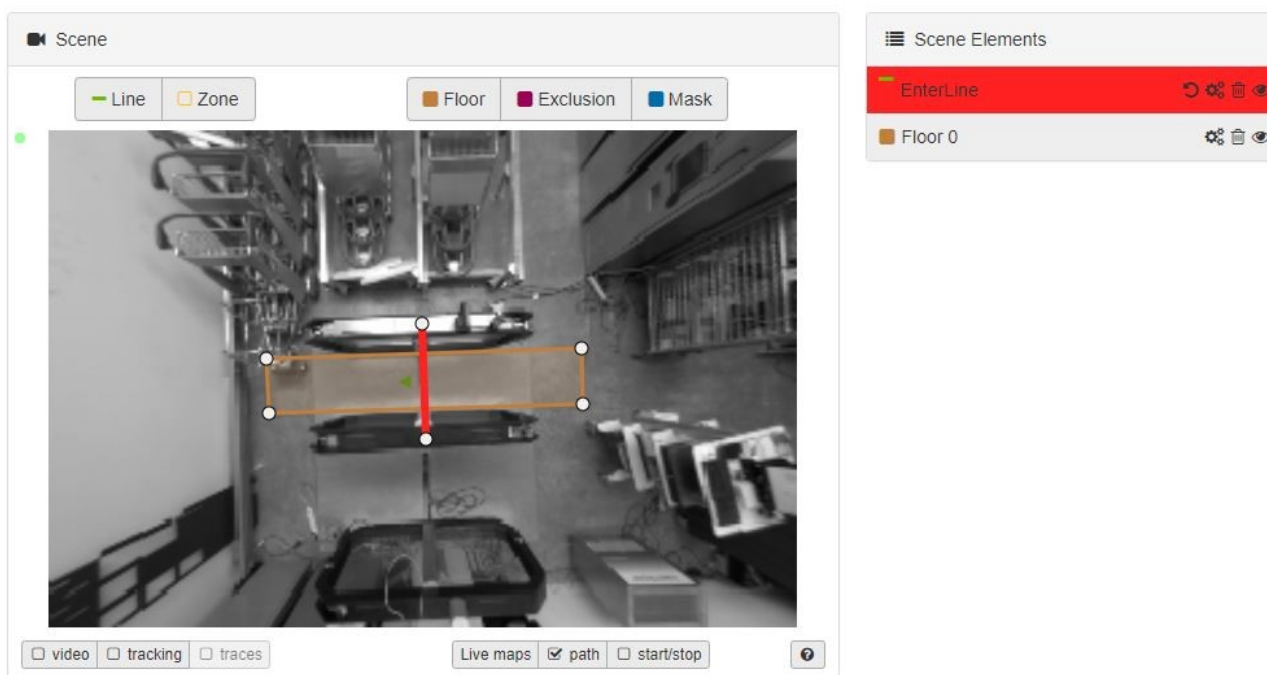 Scene
Line Zone Floor Exclusion Mask
video tracking traces Live maps path start/stop
Scene Elements
EnterLine
Floor 0